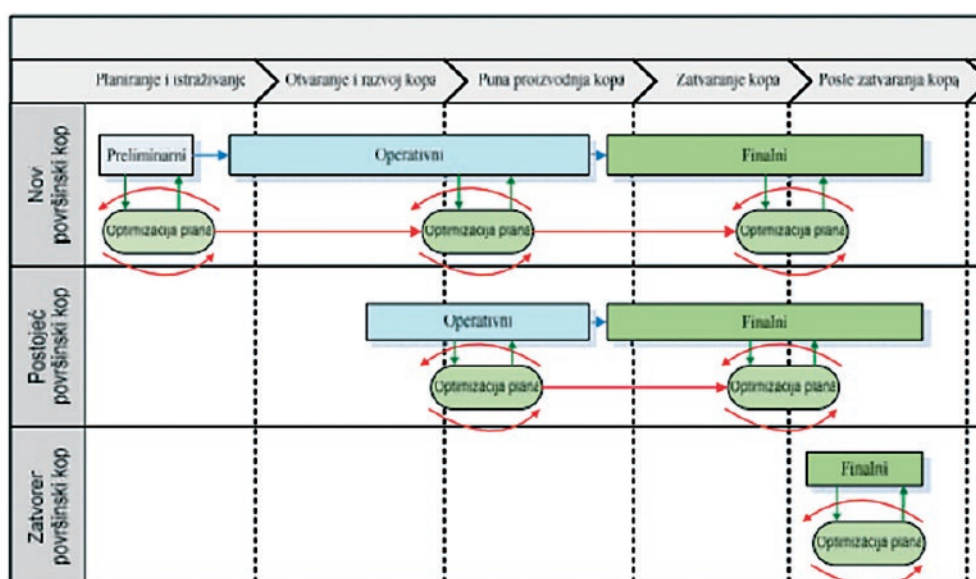 Planiranje i istraživanje
Otvaranje i razvoj kopa
Puna proizvodnja kopa
Zatvaranje kopa
Posle zatvaranja kopa
Novi
površinski kop
Preliminarni
Operativni
Finalni
Optimizacija plana
Optimizacija plana
Optimizacija plana
Postojeć
površinski kop
Operativni
Finalni
Optimizacija plana
Optimizacija plana
Zatvorer
površinski kop
Finalni
Optimizacija plana